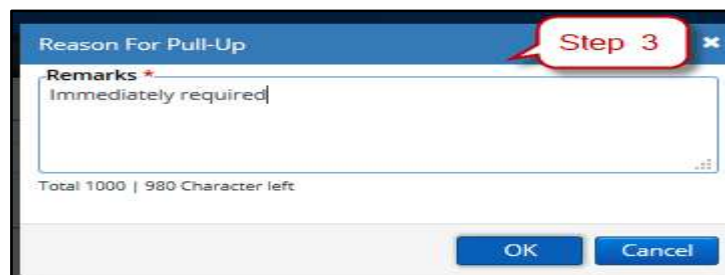 Reason For Pull-Up
Step 3
Remarks *
Immediately required
Total 1000 | 980 Character left
OK
Cancel